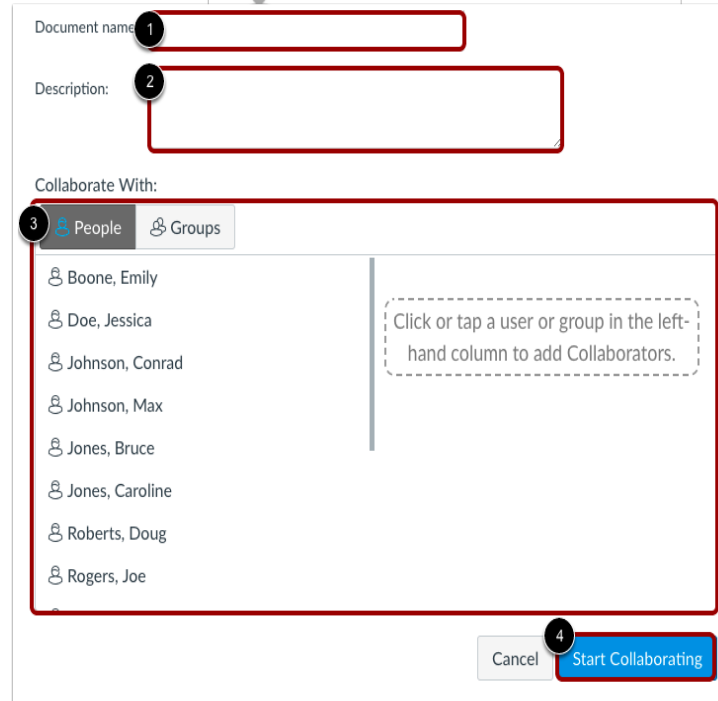 Document name 1
2
Description:
Collaborate With:
3 People Groups
Boone, Emily
Doe, Jessica
Johnson, Conrad
Johnson, Max
Jones, Bruce
Jones, Caroline
Roberts, Doug
Rogers, Joe
Click or tap a user or group in the left-
hand column to add Collaborators.
4
Cancel Start Collaborating